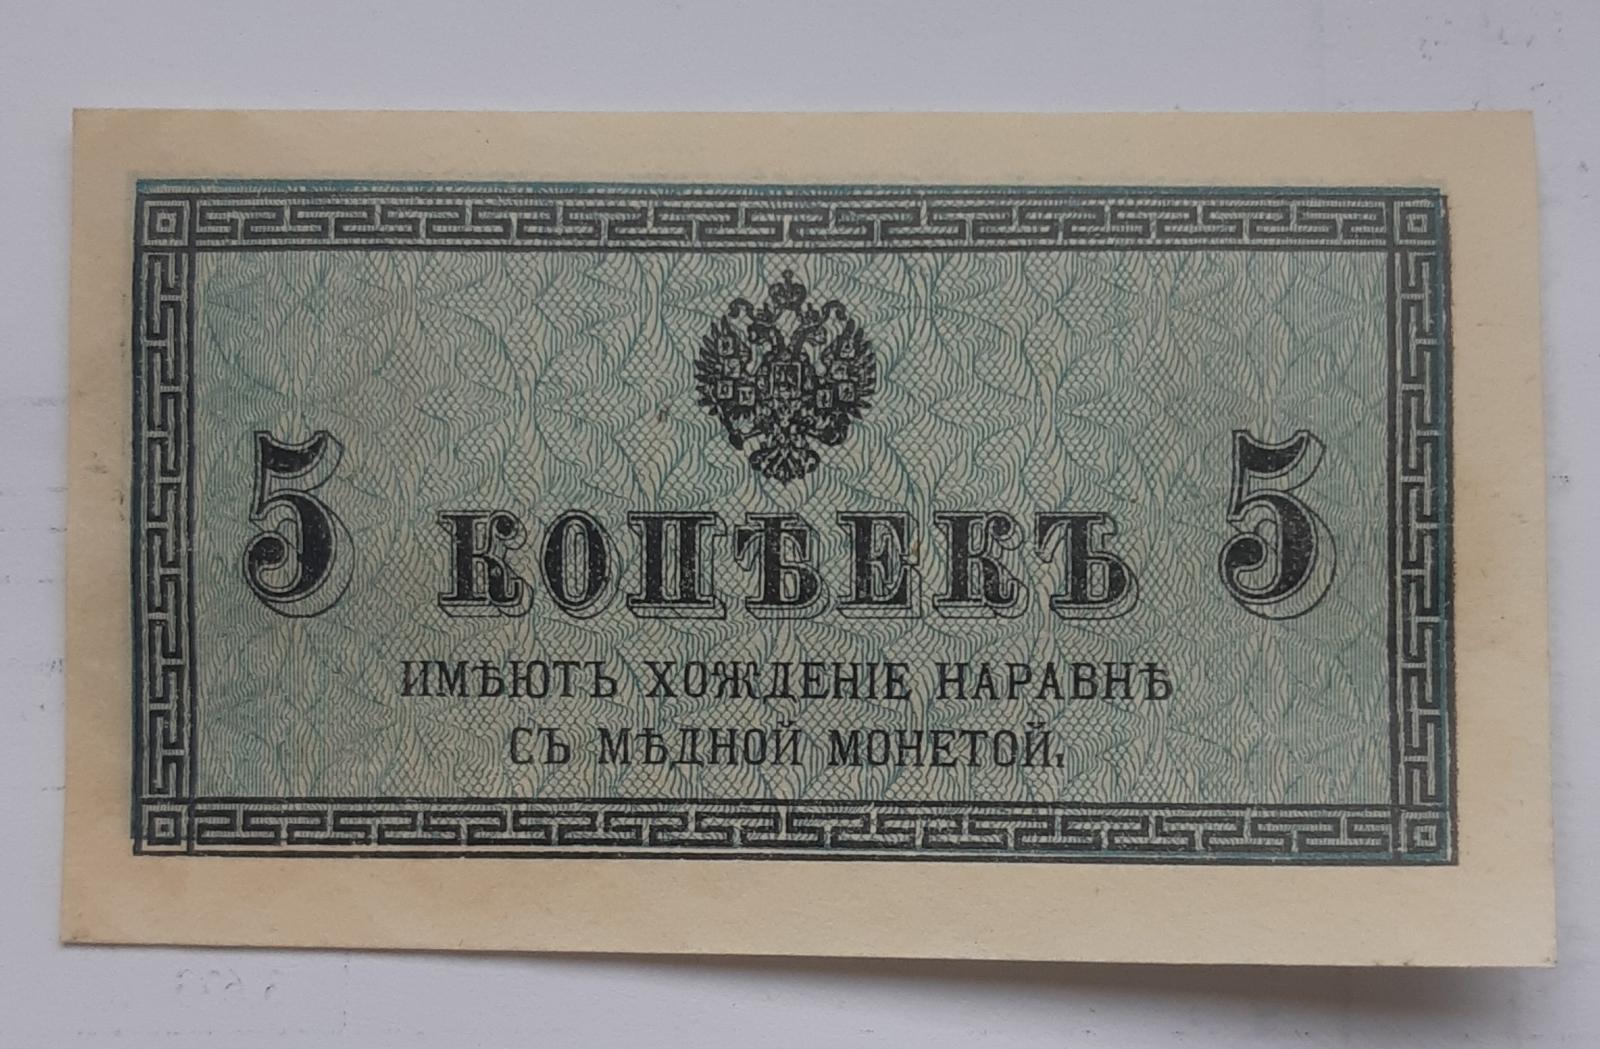 5 КОПѢЕКЪ 5
ИМѢЮТЪ ХОЖДЕНІЕ НАРАВНѢ
СЪ МѢДНОЙ МОНЕТОЙ.